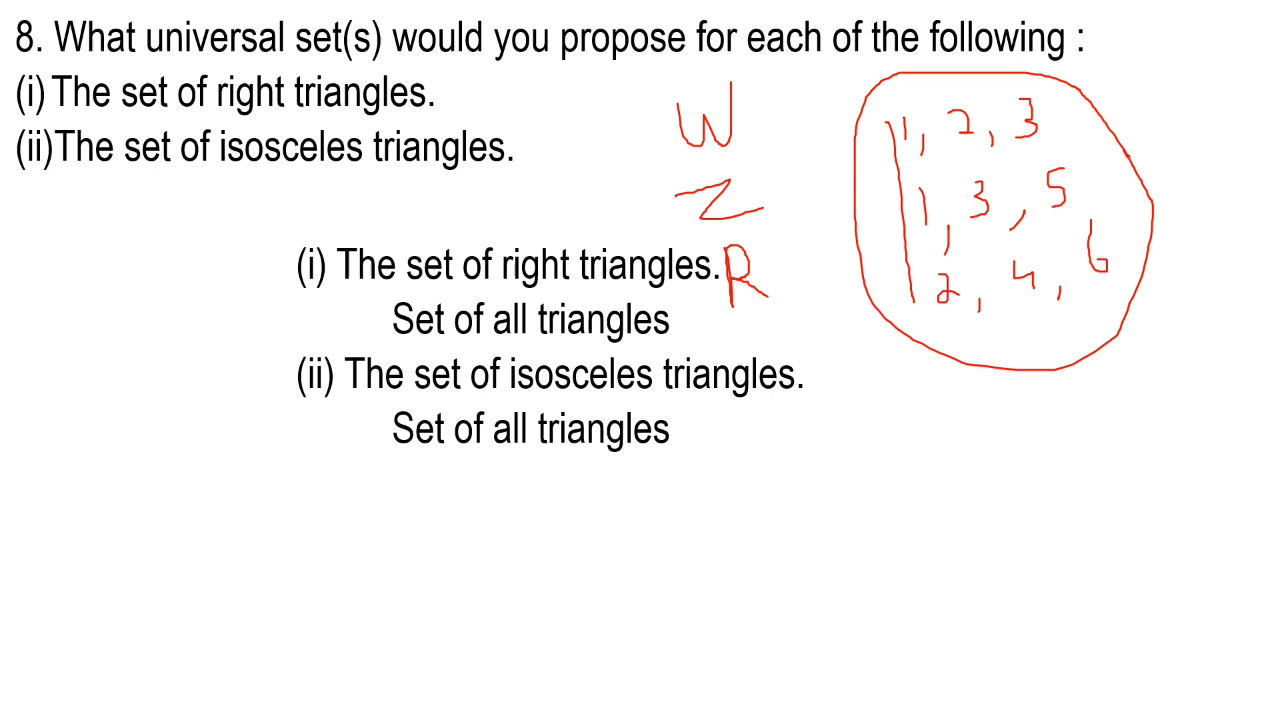 8. What universal set(s) would you propose for each of the following :
(i) The set of right triangles.
(ii)The set of isosceles triangles.
W
Z
R
1, 2, 3
1, 3, 5
2, 4, 6
(i) The set of right triangles.
Set of all triangles
(ii) The set of isosceles triangles.
Set of all triangles